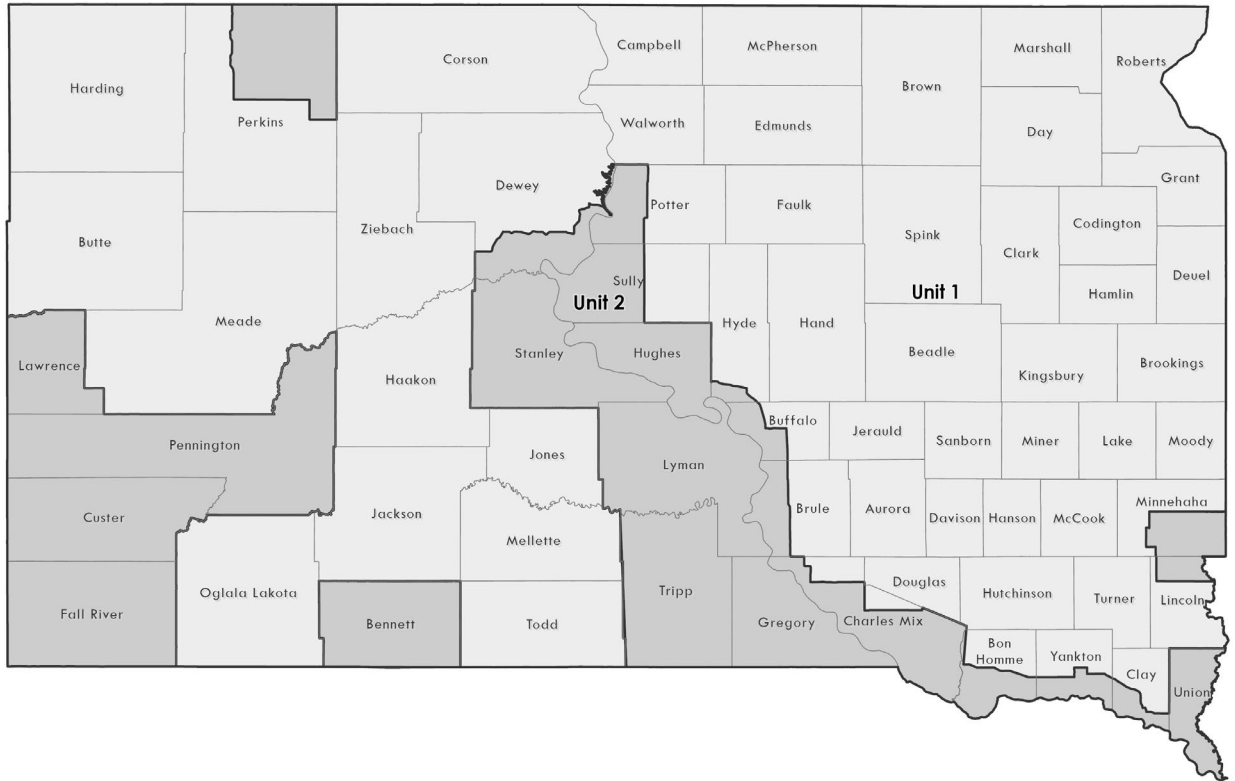 Campbell
McPherson
Marshall
Corson
Roberts
Harding
Brown
Perkins
Walworth
Edmunds
Day
Grant
Dewey
Potter
Faulk
Codington
Ziebach
Spink
Butte
Clark
Deuel
Sully
Unit 2
Unit 1
Hamlin
Meade
Hyde
Hand
Stanley
Hughes
Beadle
Lawrence
Brookings
Haakon
Kingsbury
Buffalo
Jerauld
Pennington
Sanborn
Miner
Lake
Moody
Jones
Lyman
Minnehaha
Custer
Jackson
Brule
Aurora
Davison
Hanson
McCook
Mellette
Oglala Lakota
Tripp
Douglas
Hutchinson
Turner
Lincoln
Fall River
Bennett
Todd
Gregory
Charles Mix
Bon
Homme
Yankton
Clay
Union